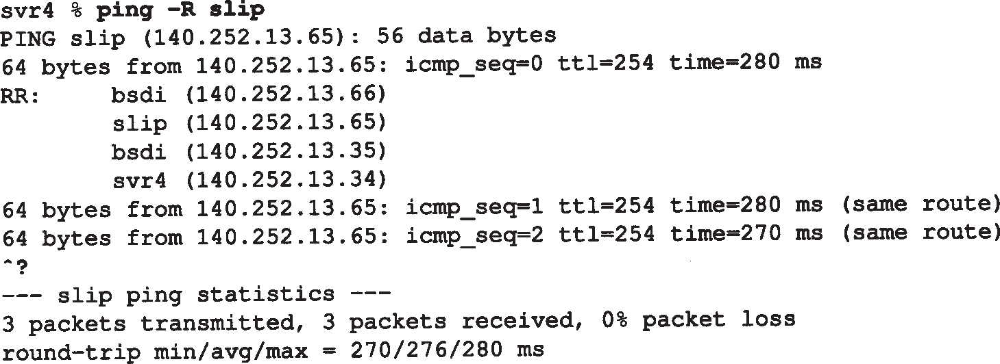 svr4 % ping -R slip
PING slip (140.252.13.65): 56 data bytes
64 bytes from 140.252.13.65: icmp_seq=0 ttl=254 time=280 ms
RR:     bsdi (140.252.13.66)
        slip (140.252.13.65)
        bsdi (140.252.13.35)
        svr4 (140.252.13.34)
64 bytes from 140.252.13.65: icmp_seq=1 ttl=254 time=280 ms (same route)
64 bytes from 140.252.13.65: icmp_seq=2 ttl=254 time=270 ms (same route)
^?
--- slip ping statistics ---
3 packets transmitted, 3 packets received, 0% packet loss
round-trip min/avg/max = 270/276/280 ms